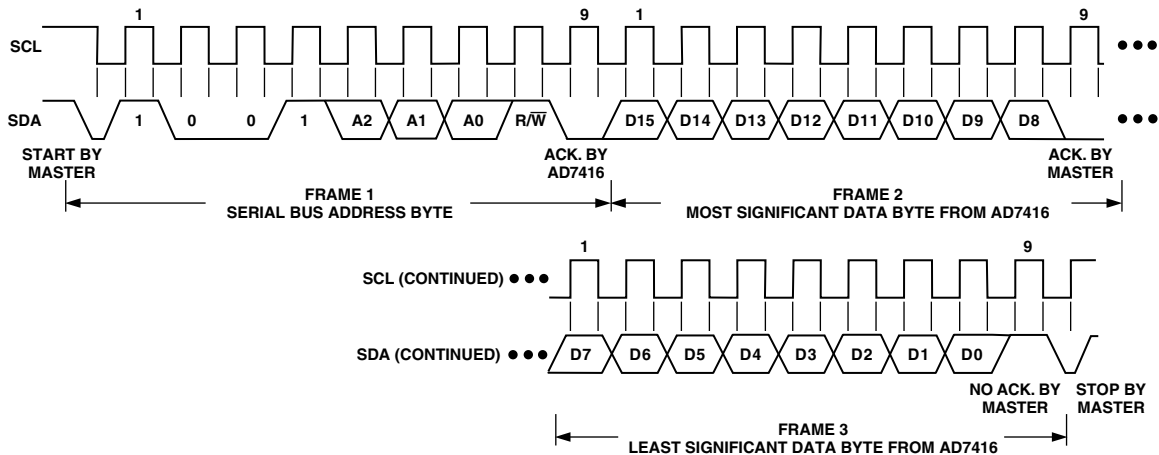 1 9 1 9
SCL
SDA 1 0 0 1 A2 A1 A0 R/W̅ D15 D14 D13 D12 D11 D10 D9 D8
START BY
MASTER
ACK. BY
AD7416
ACK. BY
MASTER
FRAME 1
SERIAL BUS ADDRESS BYTE
FRAME 2
MOST SIGNIFICANT DATA BYTE FROM AD7416
1 9
SCL (CONTINUED)
SDA (CONTINUED) D7 D6 D5 D4 D3 D2 D1 D0
NO ACK. BY
MASTER
STOP BY
MASTER
FRAME 3
LEAST SIGNIFICANT DATA BYTE FROM AD7416